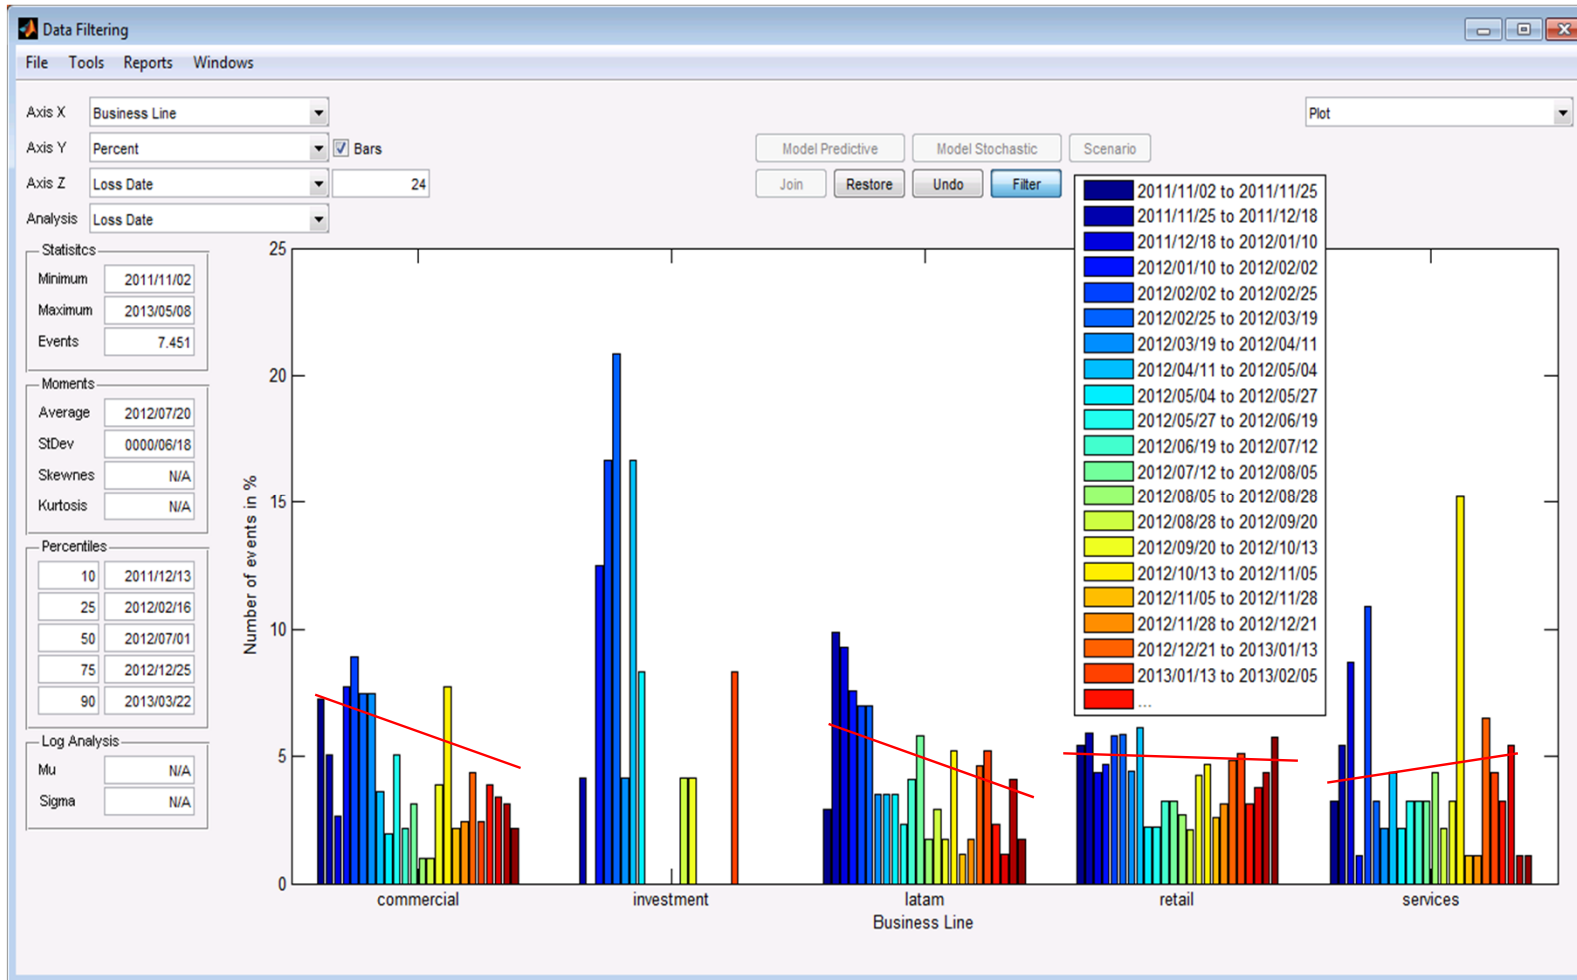 Data Filtering
File Tools Reports Windows
Axis X Business Line Plot
Axis Y Percent Bars Model Predictive Model Stochastic Scenario
Axis Z Loss Date 24 Join Restore Undo Filter
Analysis Loss Date
Statisitcs
Minimum 2011/11/02
Maximum 2013/05/08
Events 7.451
Moments
Average 2012/07/20
StDev 0000/06/18
Skewnes N/A
Kurtosis N/A
Percentiles
10 2011/12/13
25 2012/02/16
50 2012/07/01
75 2012/12/25
90 2013/03/22
Log Analysis
Mu N/A
Sigma N/A
Number of events in %
25
20
15
10
5
0
commercial investment latam retail services
Business Line
2011/11/02 to 2011/11/25
2011/11/25 to 2011/12/18
2011/12/18 to 2012/01/10
2012/01/10 to 2012/02/02
2012/02/02 to 2012/02/25
2012/02/25 to 2012/03/19
2012/03/19 to 2012/04/11
2012/04/11 to 2012/05/04
2012/05/04 to 2012/05/27
2012/05/27 to 2012/06/19
2012/06/19 to 2012/07/12
2012/07/12 to 2012/08/05
2012/08/05 to 2012/08/28
2012/08/28 to 2012/09/20
2012/09/20 to 2012/10/13
2012/10/13 to 2012/11/05
2012/11/05 to 2012/11/28
2012/11/28 to 2012/12/21
2012/12/21 to 2013/01/13
2013/01/13 to 2013/02/05
...